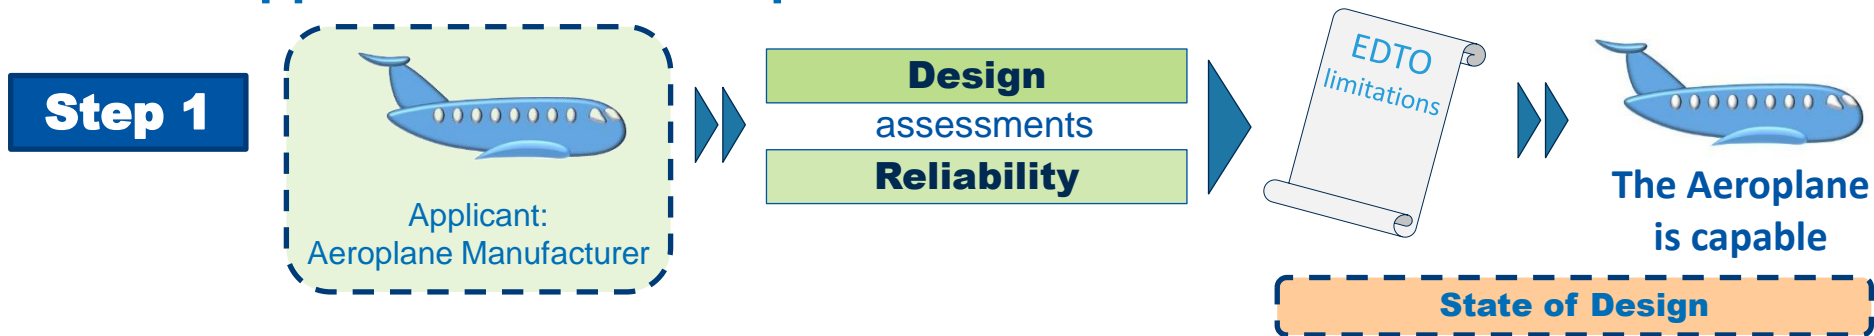 Step 1
Applicant:
Aeroplane Manufacturer
Design
assessments
Reliability
EDTO
limitations
The Aeroplane
is capable
State of Design